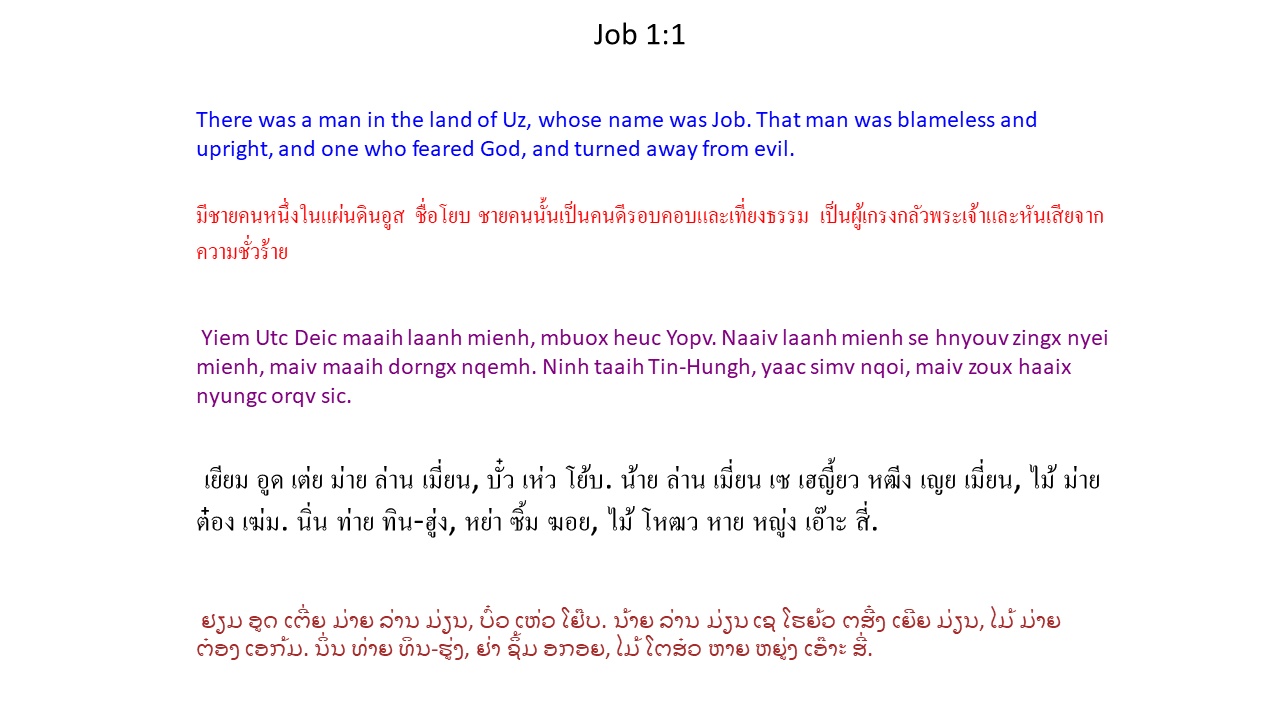 Job 1:1
There was a man in the land of Uz, whose name was Job. That man was blameless and
upright, and one who feared God, and turned away from evil.
มีชายคนหนึ่งในแผ่นดินอูส ชื่อโยบ ชายคนนั้นเป็นคนดีรอบคอบและเที่ยงธรรม เป็นผู้เกรงกลัวพระเจ้าและหันเสียจาก
ความชั่วร้าย
Yiem Utc Deic maaih laanh mienh, mbuox heuc Yopv. Naaiv laanh mienh se hnyouv zingx nyei
mienh, maiv maaih dorngx nqemh. Ninh taaih Tin-Hungh, yaac simv nqoi, maiv zoux haaix
nyungc orqv sic.
เยียม อูด เต่ย ม่าย ล่าน เมี่ยน, บั๋ว เห่ว โย้บ. น้าย ล่าน เมี่ยน เซ เฮญี้ยว หฒีง เญย เมี่ยน, ไม้ ม่าย
ต๋อง เฆ่ม. นิ่น ท่าย ทิน-ฮู่ง, หย่า ซิ้ม ฆอย, ไม้ โหฒว หาย หญู่ง เอ๊าะ สี่.
ຢຽມ ອູດ ເຕີ່ຍ ມ່າຍ ລ່ານ ມ່ຽນ, ບົ໋ວ ເຫ່ວ ໂຢ໊ບ. ນ້າຍ ລ່ານ ມ່ຽນ ເຊ ໂຮຍ້ວ ຕສີ໋ງ ເຍີຍ ມ່ຽນ, ໄມ້ ມ່າຍ
ຕ໋ອງ ເອກ້ມ. ນິ່ນ ທ່າຍ ທິນ-ຮູ່ງ, ຢ່າ ຊິ້ມ ອກອຍ, ໄມ້ ໂຕສ໋ວ ຫາຍ ຫຍູ່ງ ເອ໊າະ ສີ່.